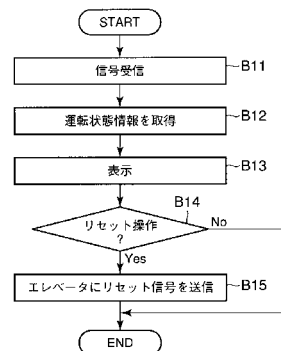 START
信号受信
B11
運転状態情報を取得
B12
表示
B13
B14
リセット操作
?
No
Yes
エレベータにリセット信号を送信
B15
END